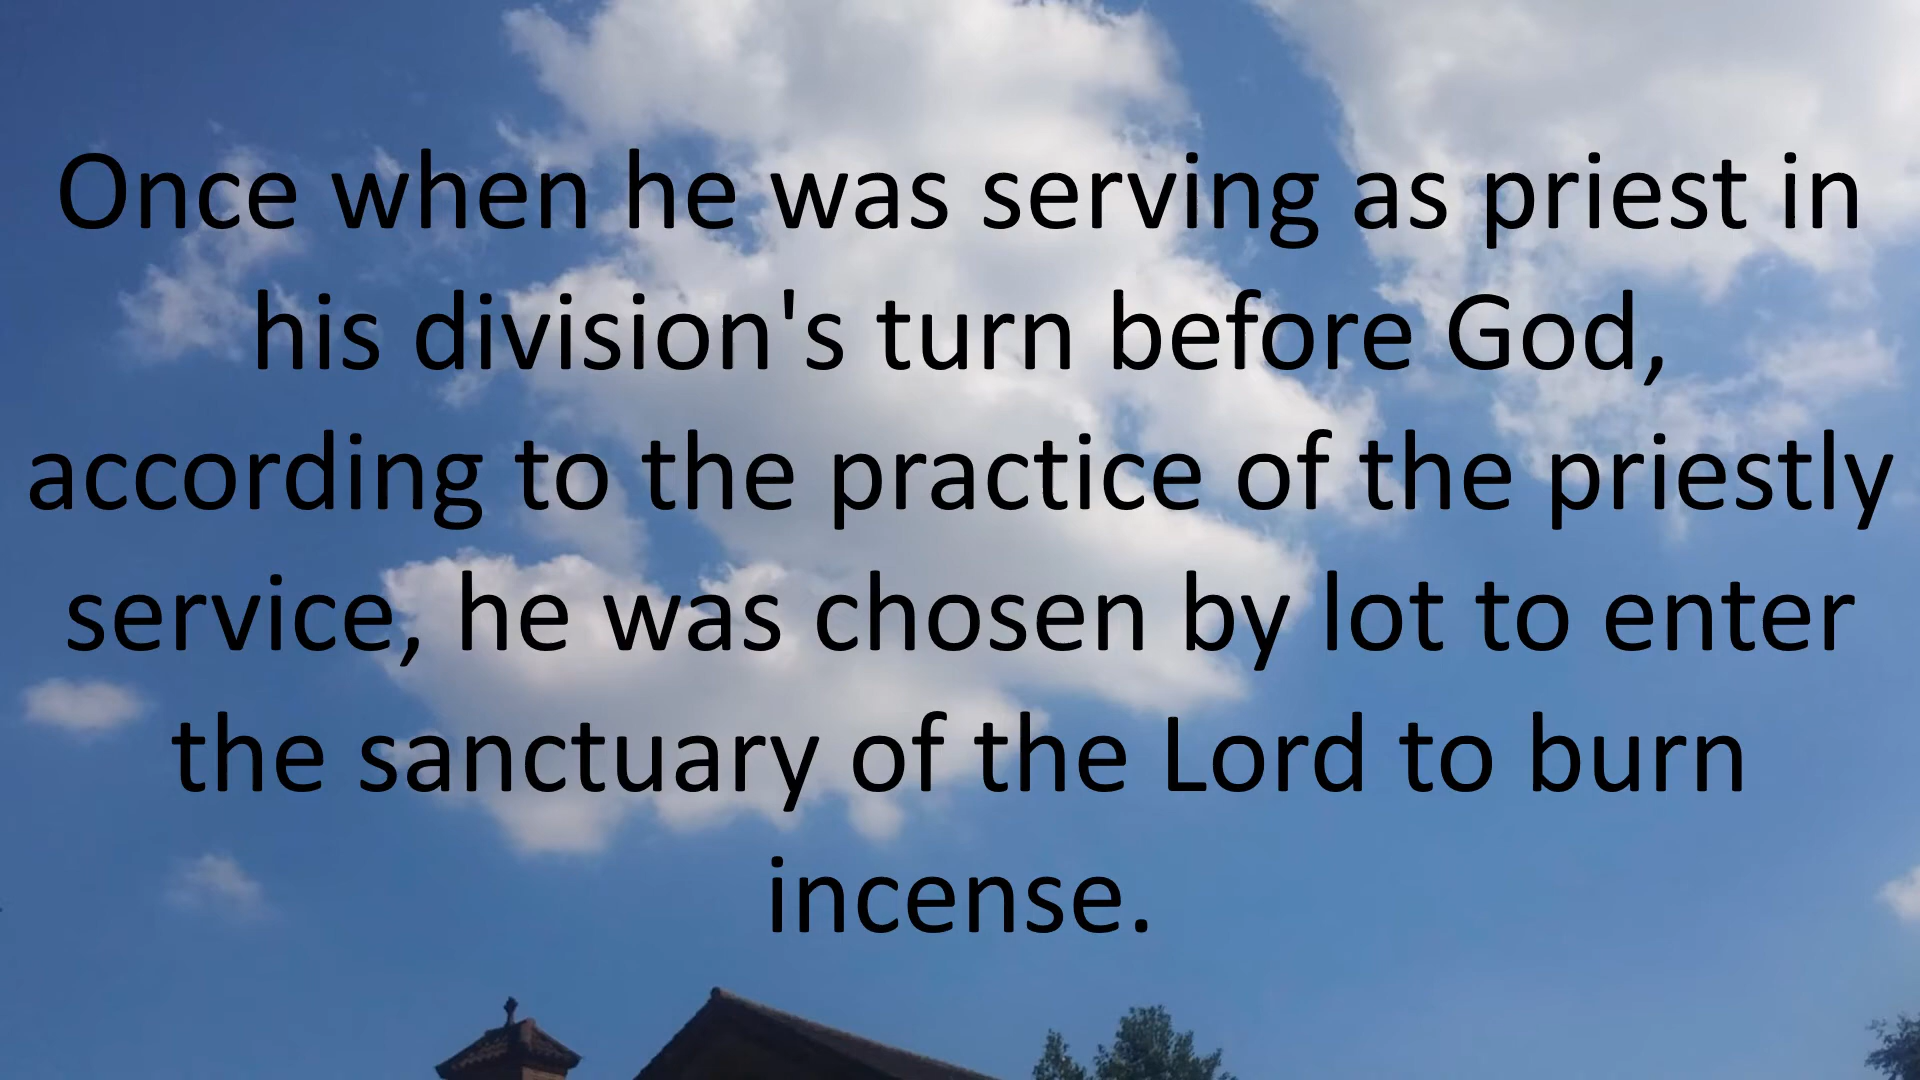 Once when he was serving as priest in
his division's turn before God,
according to the practice of the priestly
service, he was chosen by lot to enter
the sanctuary of the Lord to burn
incense.